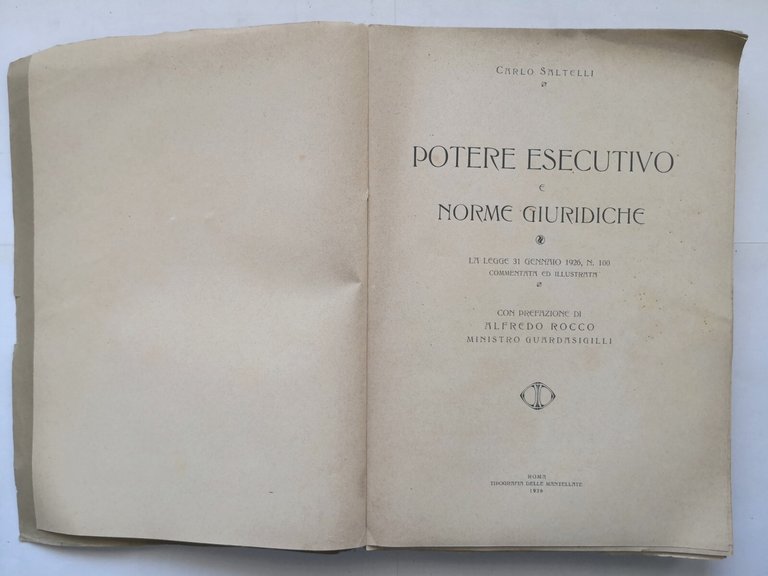 CARLO SALTELLI
POTERE ESECUTIVO
E
NORME GIURIDICHE
LA LEGGE 31 GENNAIO 1926, N. 100
COMMENTATA ED ILLUSTRATA
CON PREFAZIONE DI
ALFREDO ROCCO
MINISTRO GUARDASIGILLI
ROMA
TIPOGRAFIA DELLE MANTELLATE
1926